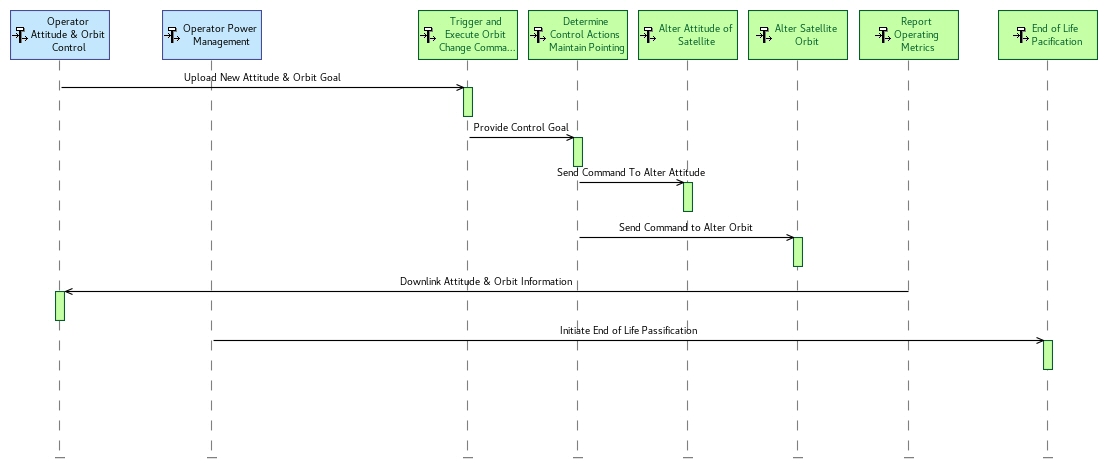 Operator
Attitude & Orbit
Control
Operator Power
Management
Trigger and
Execute Orbit
Change Comma...
Determine
Control Actions
Maintain Pointing
Alter Attitude of
Satellite
Alter Satellite
Orbit
Report
Operating
Metrics
End of Life
Pacification
Upload New Attitude & Orbit Goal
Provide Control Goal
Send Command To Alter Attitude
Send Command to Alter Orbit
Downlink Attitude & Orbit Information
Initiate End of Life Passification